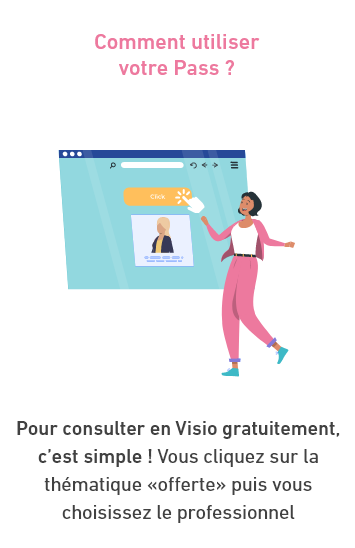 Comment utiliser
votre Pass ?
Click
Pour consulter en Visio gratuitement,
c’est simple ! Vous cliquez sur la
thématique «offerte» puis vous
choisissez le professionnel